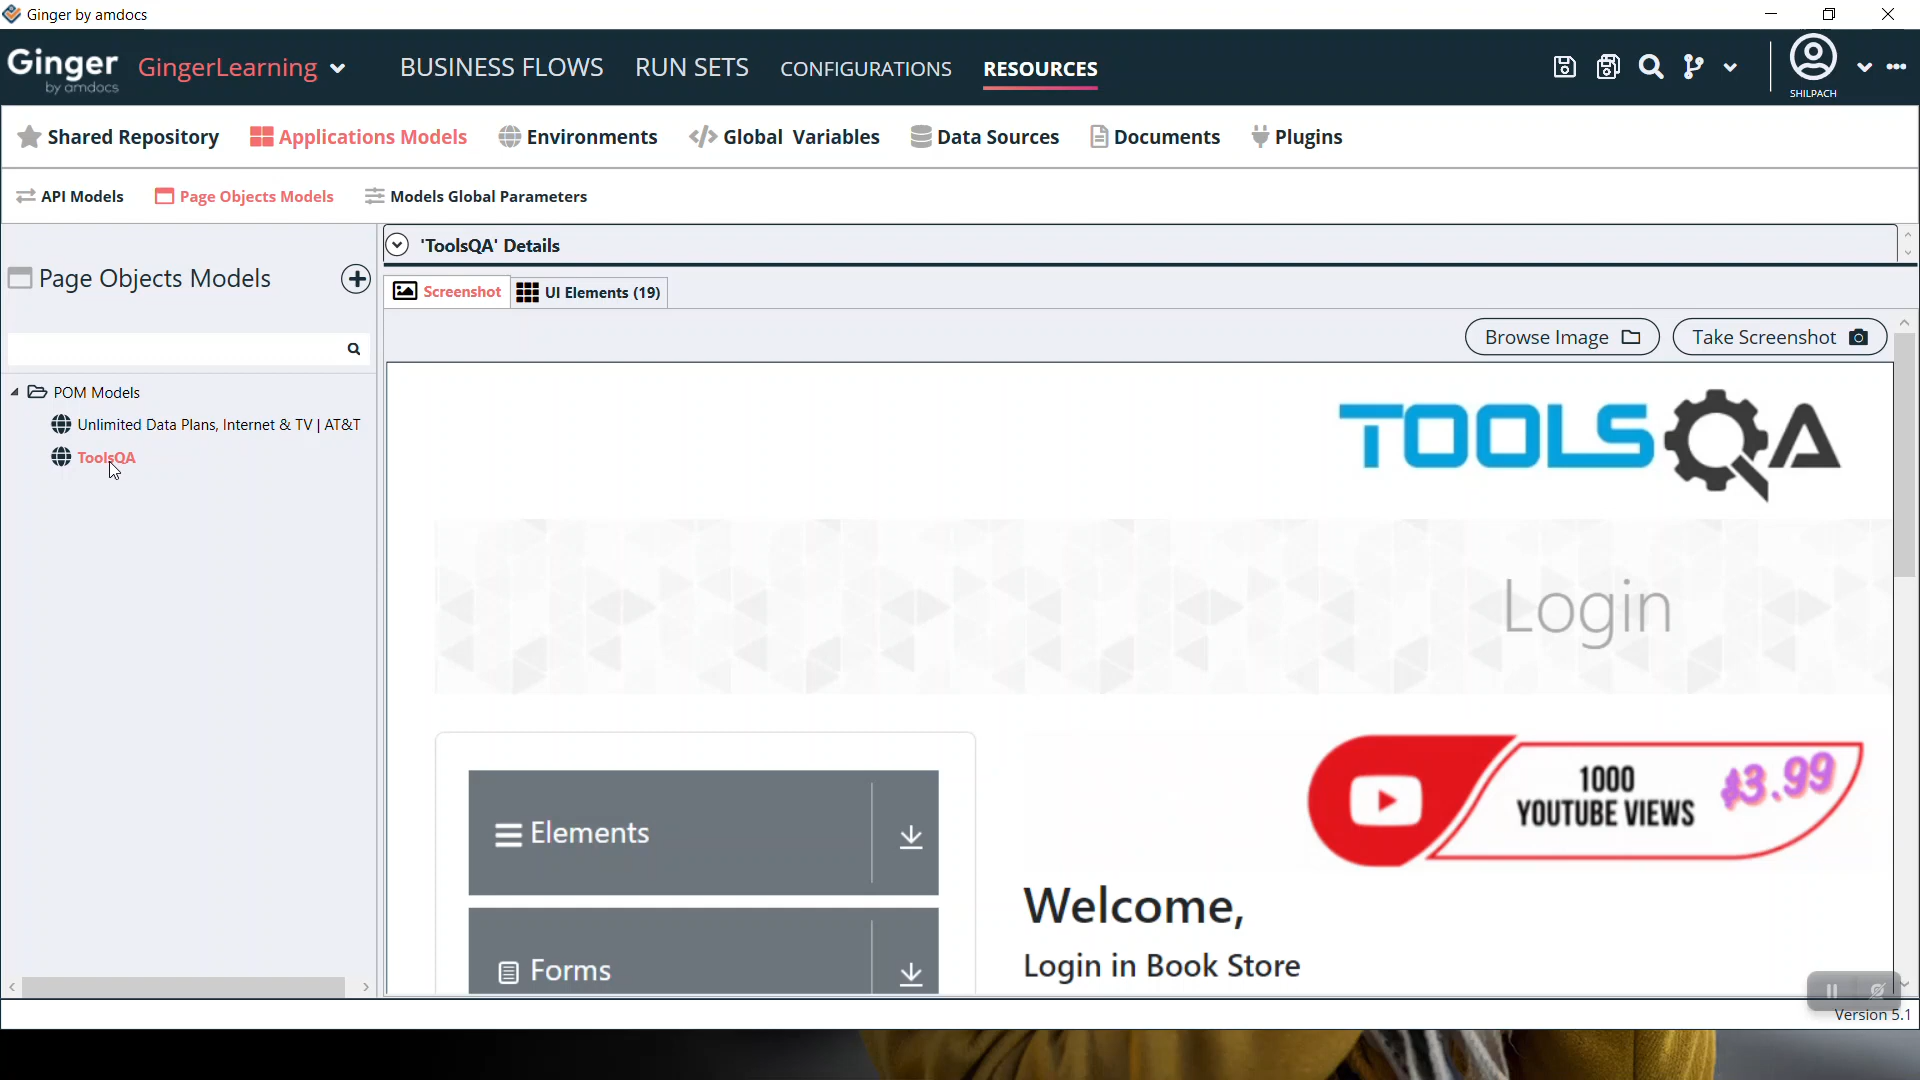 Ginger by amdocs
Ginger by amdocs GingerLearning BUSINESS FLOWS RUN SETS CONFIGURATIONS RESOURCES SHILPACH
Shared Repository Applications Models Environments Global Variables Data Sources Documents Plugins
API Models Page Objects Models Models Global Parameters
'ToolsQA' Details
Page Objects Models
Screenshot UI Elements (19)
Browse Image Take Screenshot
POM Models
Unlimited Data Plans, Internet & TV | AT&T
ToolsQA
TOOLSQA
Login
1000 YOUTUBE VIEWS $3.99
Elements
Welcome,
Login in Book Store
Forms
Version 5.1